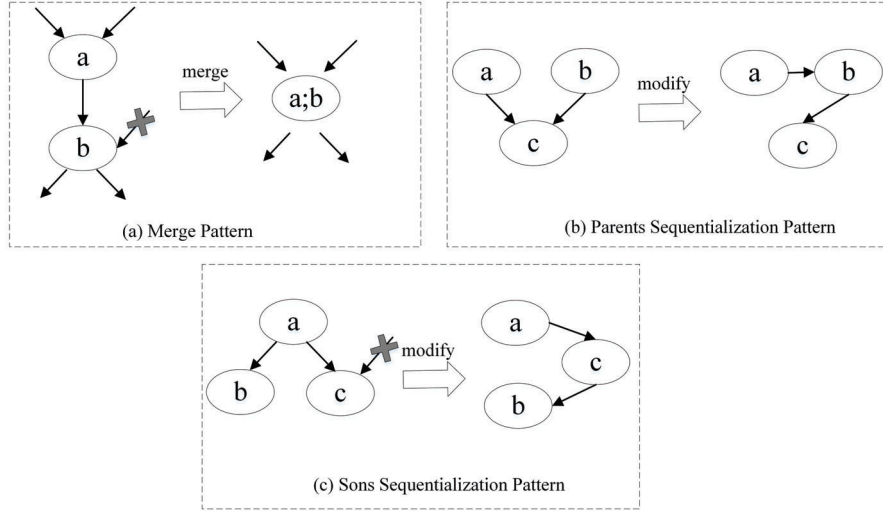 a
b
merge
a;b
(a) Merge Pattern
a
b
c
modify
a
b
c
(b) Parents Sequentialization Pattern
a
b
c
modify
a
c
b
(c) Sons Sequentialization Pattern